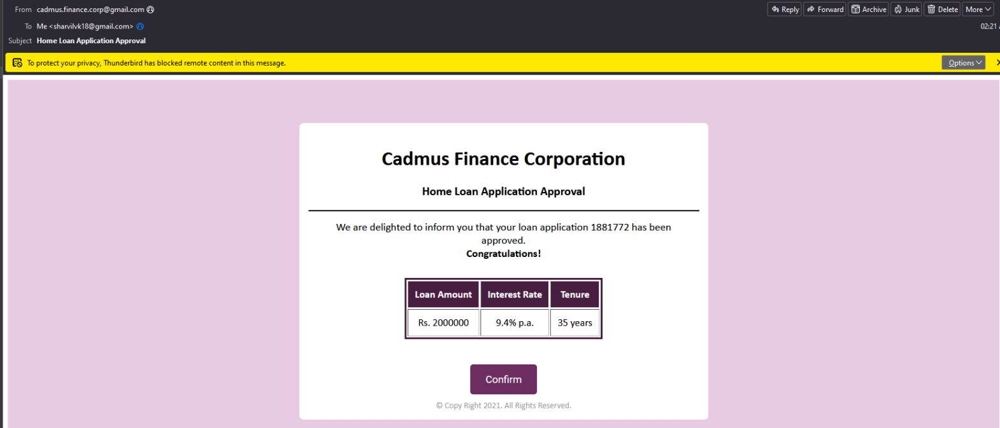 From cadmus.finance.corp@gmail.com
Reply Forward Archive Junk Delete More
To Me <sharvilvk18@gmail.com>
02:21
Subject Home Loan Application Approval
To protect your privacy, Thunderbird has blocked remote content in this message.
Options
Cadmus Finance Corporation
Home Loan Application Approval
We are delighted to inform you that your loan application 1881772 has been
approved.
Congratulations!
Loan Amount Interest Rate Tenure
Rs. 2000000 9.4% p.a. 35 years
Confirm
© Copy Right 2021. All Rights Reserved.